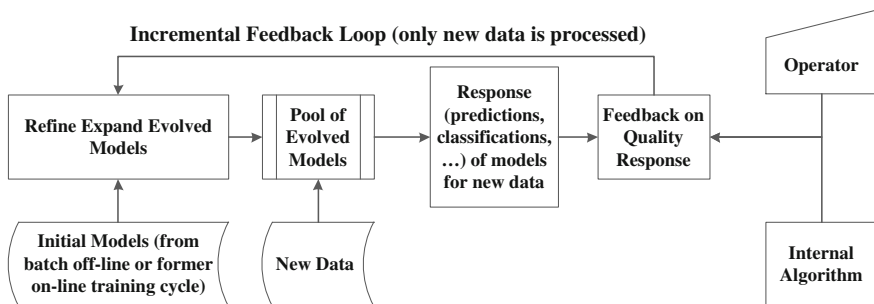 Incremental Feedback Loop (only new data is processed)
Operator
Refine Expand Evolved
Models
Pool of
Evolved
Models
Response
(predictions,
classifications,
…) of models
for new data
Feedback on
Quality
Response
Initial Models (from
batch off-line or former
on-line training cycle)
New Data
Internal
Algorithm